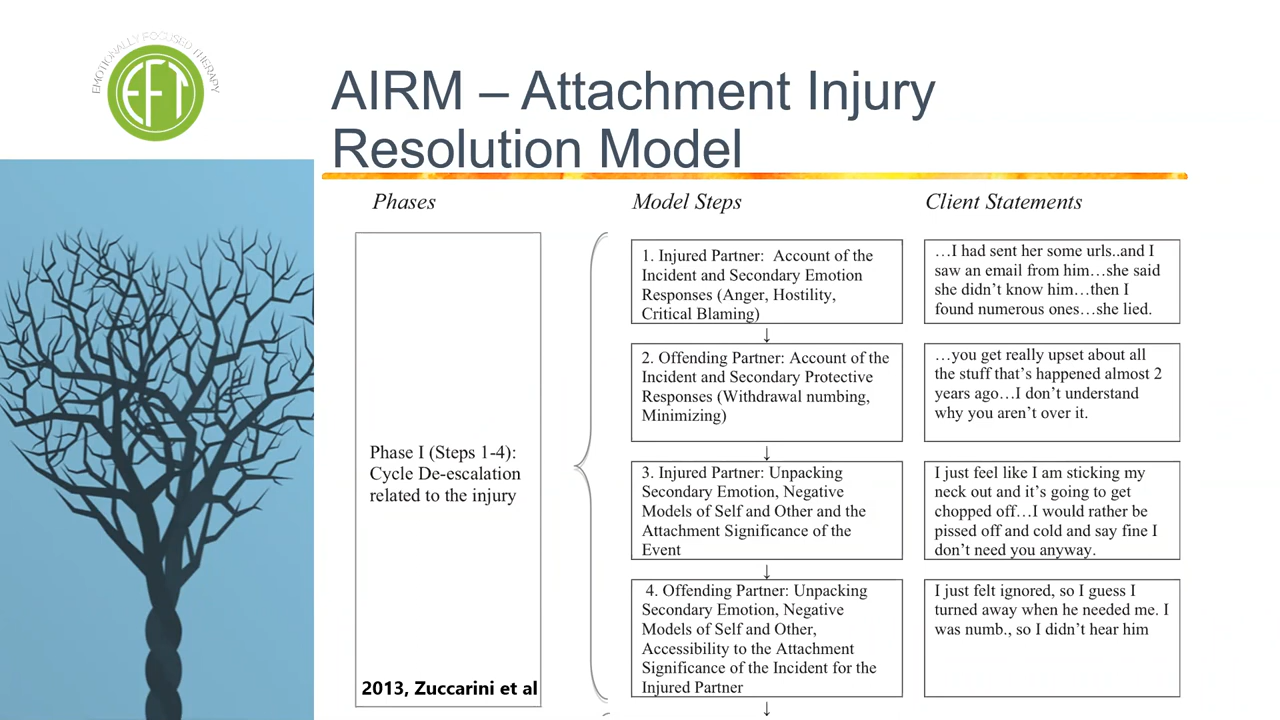 EMOTIONALLY FOCUSED THERAPY
EFT
AIRM – Attachment Injury
Resolution Model
Phases
Model Steps
Client Statements
Phase I (Steps 1-4):
Cycle De-escalation
related to the injury
2013, Zuccarini et al
1. Injured Partner:  Account of the
Incident and Secondary Emotion
Responses (Anger, Hostility,
Critical Blaming)
…I had sent her some urls..and I
saw an email from him…she said
she didn’t know him…then I
found numerous ones…she lied.
↓
2. Offending Partner: Account of the
Incident and Secondary Protective
Responses (Withdrawal numbing,
Minimizing)
…you get really upset about all
the stuff that’s happened almost 2
years ago…I don’t understand
why you aren’t over it.
↓
3. Injured Partner: Unpacking
Secondary Emotion, Negative
Models of Self and Other and the
Attachment Significance of the
Event
I just feel like I am sticking my
neck out and it’s going to get
chopped off…I would rather be
pissed off and cold and say fine I
don’t need you anyway.
↓
4. Offending Partner: Unpacking
Secondary Emotion, Negative
Models of Self and Other,
Accessibility to the Attachment
Significance of the Incident for the
Injured Partner
I just felt ignored, so I guess I
turned away when he needed me. I
was numb., so I didn’t hear him
↓